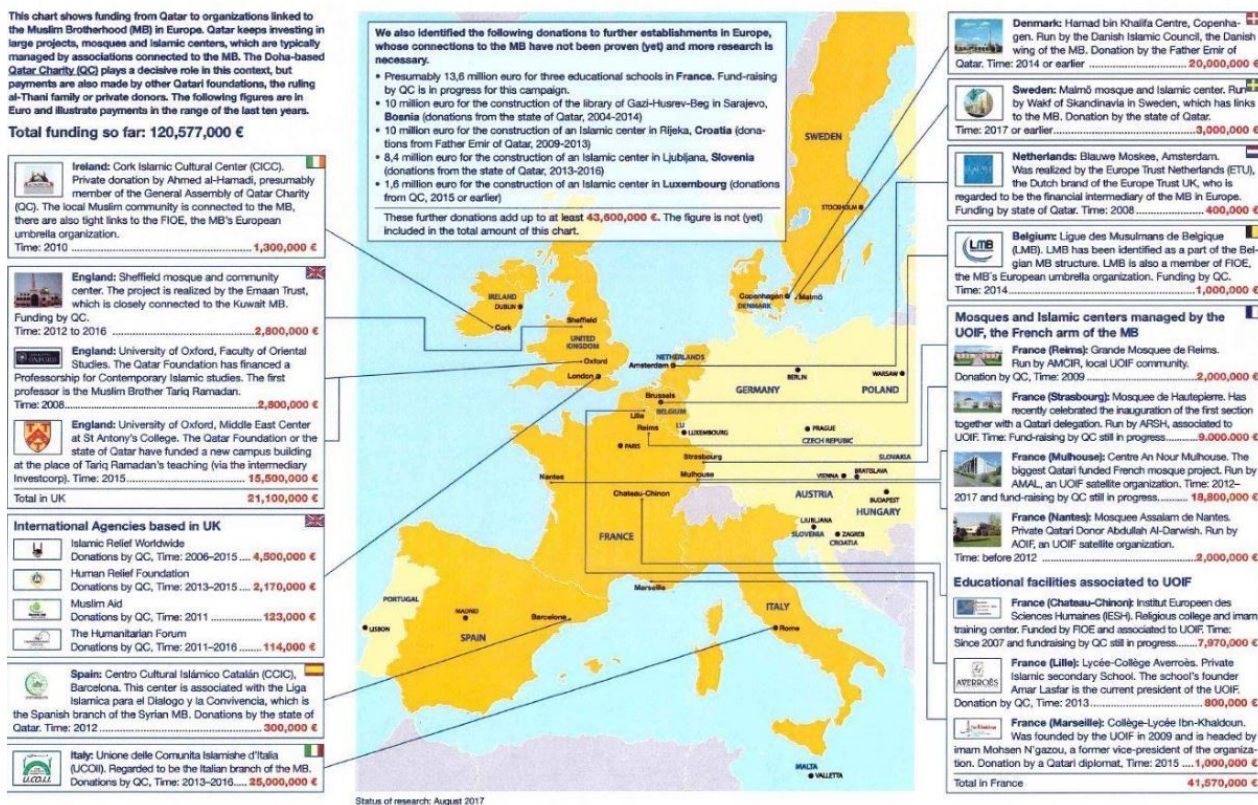 This chart shows funding from Qatar to organizations linked to
the Muslim Brotherhood (MB) in Europe. Qatar keeps investing in
large projects, mosques and islamic centers, which are typically
managed by associations connected to the MB. The Doha-based
Qatar Charity (QC) plays a decisive role in this context, but
payments are also made by other Qatari foundations, the ruling
al-Thani family or private donors. The following figures are in
Euro and illustrate payments in the range of the last ten years.
Total funding so far: 120,577,000 €
Ireland: Cork Islamic Cultural Center (CICC).
Private donation by Ahmed al-Hamadi, presumably
member of the General Assembly of Qatar Charity
(QC). The local Muslim community is connected to the MB,
there are also tight links to the FIOE, the MB's European
umbrella organization.
Time: 2010 ........ 1,300,000 €
England: Sheffield mosque and community
center. The project is realized by the Emaan Trust,
which is closely connected to the Kuwait MB.
Funding by QC.
Time: 2012 to 2016 ........ 2,800,000 €
England: University of Oxford, Faculty of Oriental
Studies. The Qatar Foundation has financed a
Professorship for Contemporary Islamic studies. The first
professor is the Muslim Brother Tariq Ramadan.
Time: 2008........ 2,800,000 €
England: University of Oxford, Middle East Center
at St Antony's College. The Qatar Foundation or the
state of Qatar have funded a new campus building
at the place of Tariq Ramadan's teaching (via the intermediary
Investcorp). Time: 2015 ........ 15,500,000 €
Total in UK 21,100,000 €
International Agencies based in UK
Islamic Relief Worldwide
Donations by QC, Time: 2006–2015 .. 4,500,000 €
Human Relief Foundation
Donations by QC, Time: 2013–2015 .. 2,170,000 €
Muslim Aid
Donations by QC, Time: 2011 ........ 123,000 €
The Humanitarian Forum
Donations by QC, Time: 2011–2016 ..... 114,000 €
Spain: Centro Cultural Islámico Catalán (CCIC),
Barcelona. This center is associated with the Liga
Islamica para el Dialogo y la Convivencia, which is
the Spanish branch of the Syrian MB. Donations by the state of
Qatar. Time: 2012 ........ 300,000 €
Italy: Unione delle Comunita Islamishe d'Italia
(UCOII). Regarded to be the Italian branch of the MB.
Donations by QC, Time: 2013–2016.... 25,000,000 €
U.CO.I.I.
We also identified the following donations to further establishments in Europe,
whose connections to the MB have not been proven (yet) and more research is
necessary.
• Presumably 13,6 million euro for three educational schools in France. Fund-raising
by QC is in progress for this campaign.
• 10 million euro for the construction of the library of Gazi-Husrev-Beg in Sarajevo,
Bosnia (donations from the state of Qatar, 2004-2014)
• 10 million euro for the construction of an Islamic center in Rijeka, Croatia (dona-
tions from Father Emir of Qatar, 2009-2013)
• 8,4 million euro for the construction of an Islamic center in Ljubljana, Slovenia
(donations from the state of Qatar, 2013-2016)
• 1,6 million euro for the construction of an Islamic center in Luxembourg (donations
from QC, 2015 or earlier)
These further donations add up to at least 43,600,000 €. The figure is not (yet)
included in the total amount of this chart.
SWEDEN
STOCKHOLM
Copenhagen
DENMARK
Malmö
IRELAND
DUBLIN
Cork
Sheffield
UNITED
KINGDOM
Oxford
London
NETHERLANDS
Amsterdam
BERLIN
WARSAW
GERMANY
POLAND
Brussels
BELGIUM
Lille
LU
LUXEMBOURG
Reims
PARIS
PRAGUE
CZECH REPUBIC
SLOVAKIA
Strasbourg
Mulhouse
Nantes
Chateau-Chinon
VIENNA
BRATISLAVA
AUSTRIA
BUDAPEST
HUNGARY
FRANCE
LJUBLJANA
SLOVENIA
ZAGREB
CROATIA
Marseille
PORTUGAL
LISBON
MADRID
SPAIN
Barcelona
ITALY
Rome
MALTA
VALLETTA
Denmark: Hamad bin Khalifa Centre, Copenha-
gen. Run by the Danish Islamic Council, the Danish
wing of the MB. Donation by the Father Emir of
Qatar. Time: 2014 or earlier ........ 20,000,000 €
Sweden: Malmö mosque and Islamic center. Run
by Wakf of Skandinavia in Sweden, which has links
to the MB. Donation by the state of Qatar.
Time: 2017 or earlier........ 3,000,000 €
Netherlands: Blauwe Moskee, Amsterdam.
Was realized by the Europe Trust Netherlands (ETU),
the Dutch brand of the Europe Trust UK, who is
regarded to be the financial intermediary of the MB in Europe.
Funding by state of Qatar. Time: 2008 ........ 400,000 €
LMB
Belgium: Ligue des Musulmans de Belgique
(LMB). LMB has been identified as a part of the Bel-
gian MB structure. LMB is also a member of FIOE,
the MB's European umbrella organization. Funding by QC.
Time: 2014........ 1,000,000 €
Mosques and Islamic centers managed by the
UOIF, the French arm of the MB
France (Reims): Grande Mosquee de Reims.
Run by AMCIR, local UOIF community.
Donation by QC, Time: 2009 ........ 2,000,000 €
France (Strasbourg): Mosquee de Hautepierre. Has
recently celebrated the inauguration of the first section
together with a Qatari delegation. Run by ARSH, associated to
UOIF. Time: Fund-raising by QC still in progress ..... 9.000.000 €
France (Mulhouse): Centre An Nour Mulhouse. The
biggest Qatari funded French mosque project. Run by
AMAL, an UOIF satellite organization. Time: 2012–
2017 and fund-raising by QC still in progress........ 18,800,000 €
France (Nantes): Mosquee Assalam de Nantes.
Private Qatari Donor Abdullah Al-Darwish. Run by
AOIF, an UOIF satellite organization.
Time: before 2012 ........ 2,000,000 €
Educational facilities associated to UOIF
France (Chateau-Chinon): Institut Europeen des
Sciences Humaines (IESH). Religious college and imam
training center. Funded by FIOE and associated to UOIF. Time:
Since 2007 and fundraising by QC still in progress...7,970,000 €
AVERROÈS
France (Lille): Lycée-Collège Averroès. Private
Islamic secondary School. The school's founder
Amar Lasfar is the current president of the UOIF.
Donation by QC, Time: 2013 ........ 800,000 €
France (Marseille): Collège-Lycée Ibn-Khaldoun.
Was founded by the UOIF in 2009 and is headed by
imam Mohsen N'gazou, a former vice-president of the organiza-
tion. Donation by a Qatari diplomat, Time: 2015 .... 1,000,000 €
Total in France 41,570,000 €
Status of research: August 2017